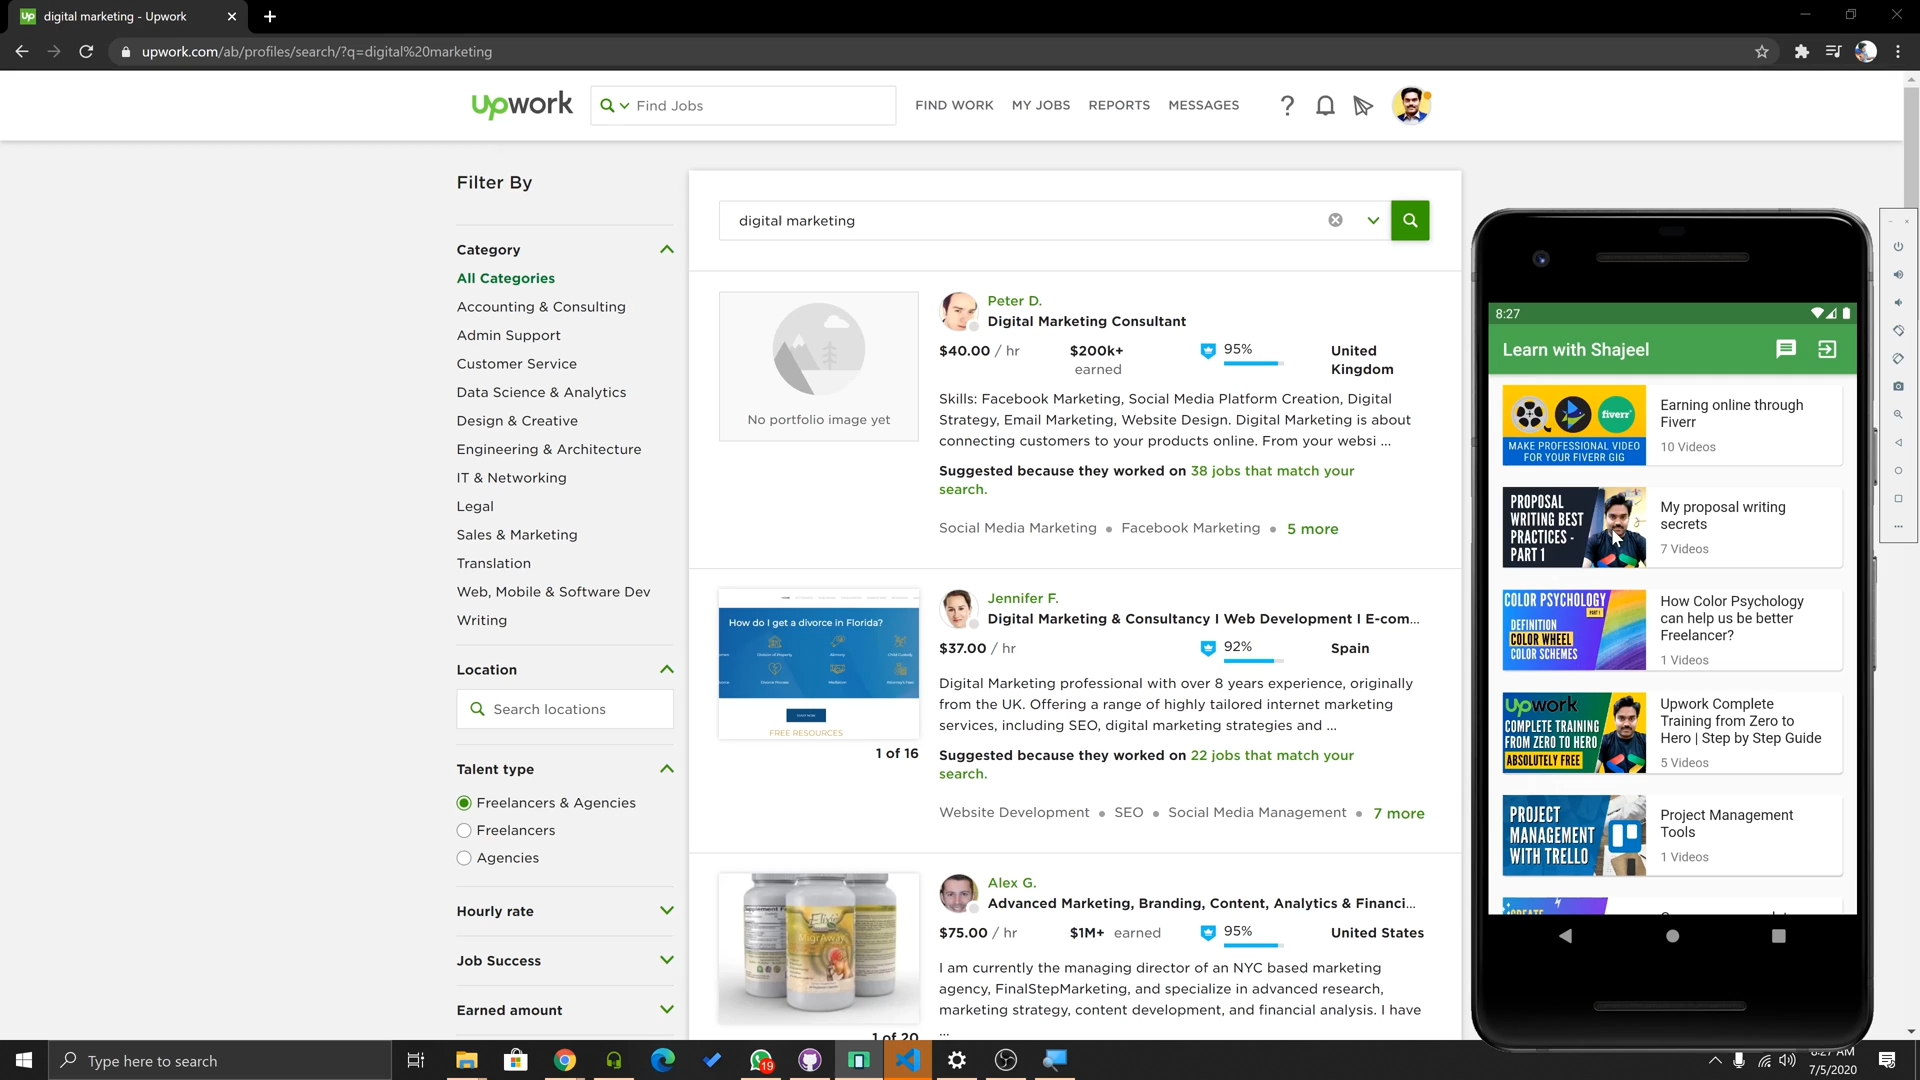 digital marketing - Upwork
upwork.com/ab/profiles/search/?q=digital%20marketing
upwork
Find Jobs
FIND WORK
MY JOBS
REPORTS
MESSAGES
Filter By
Category
All Categories
Accounting & Consulting
Admin Support
Customer Service
Data Science & Analytics
Design & Creative
Engineering & Architecture
IT & Networking
Legal
Sales & Marketing
Translation
Web, Mobile & Software Dev
Writing
Location
Search locations
Talent type
Freelancers & Agencies
Freelancers
Agencies
Hourly rate
Job Success
Earned amount
digital marketing
No portfolio image yet
Peter D.
Digital Marketing Consultant
$40.00 / hr
$200k+
earned
95%
United
Kingdom
Skills: Facebook Marketing, Social Media Platform Creation, Digital
Strategy, Email Marketing, Website Design. Digital Marketing is about
connecting customers to your products online. From your websi ...
Suggested because they worked on 38 jobs that match your
search.
Social Media Marketing
Facebook Marketing
5 more
How do I get a divorce in Florida?
FREE RESOURCES
1 of 16
Jennifer F.
Digital Marketing & Consultancy I Web Development I E-com...
$37.00 / hr
92%
Spain
Digital Marketing professional with over 8 years experience, originally
from the UK. Offering a range of highly tailored internet marketing
services, including SEO, digital marketing strategies and ...
Suggested because they worked on 22 jobs that match your
search.
Website Development
SEO
Social Media Management
7 more
Elixir
MigrAway
1 of 20
Alex G.
Advanced Marketing, Branding, Content, Analytics & Financi...
$75.00 / hr
$1M+ earned
95%
United States
I am currently the managing director of an NYC based marketing
agency, FinalStepMarketing, and specialize in advanced research,
marketing strategy, content development, and financial analysis. I have
...
8:27
Learn with Shajeel
fiverr
MAKE PROFESSIONAL VIDEO
FOR YOUR FIVERR GIG
Earning online through
Fiverr
10 Videos
PROPOSAL
WRITING BEST
PRACTICES -
PART 1
My proposal writing
secrets
7 Videos
COLOR PSYCHOLOGY
PART 1
DEFINITION
COLOR WHEEL
COLOR SCHEMES
How Color Psychology
can help us be better
Freelancer?
1 Videos
upwork
COMPLETE TRAINING
FROM ZERO TO HERO
ABSOLUTELY FREE
Upwork Complete
Training from Zero to
Hero | Step by Step Guide
5 Videos
PROJECT
MANAGEMENT
WITH TRELLO
Project Management
Tools
1 Videos
CREATE
Type here to search
19
8:27 AM
7/5/2020